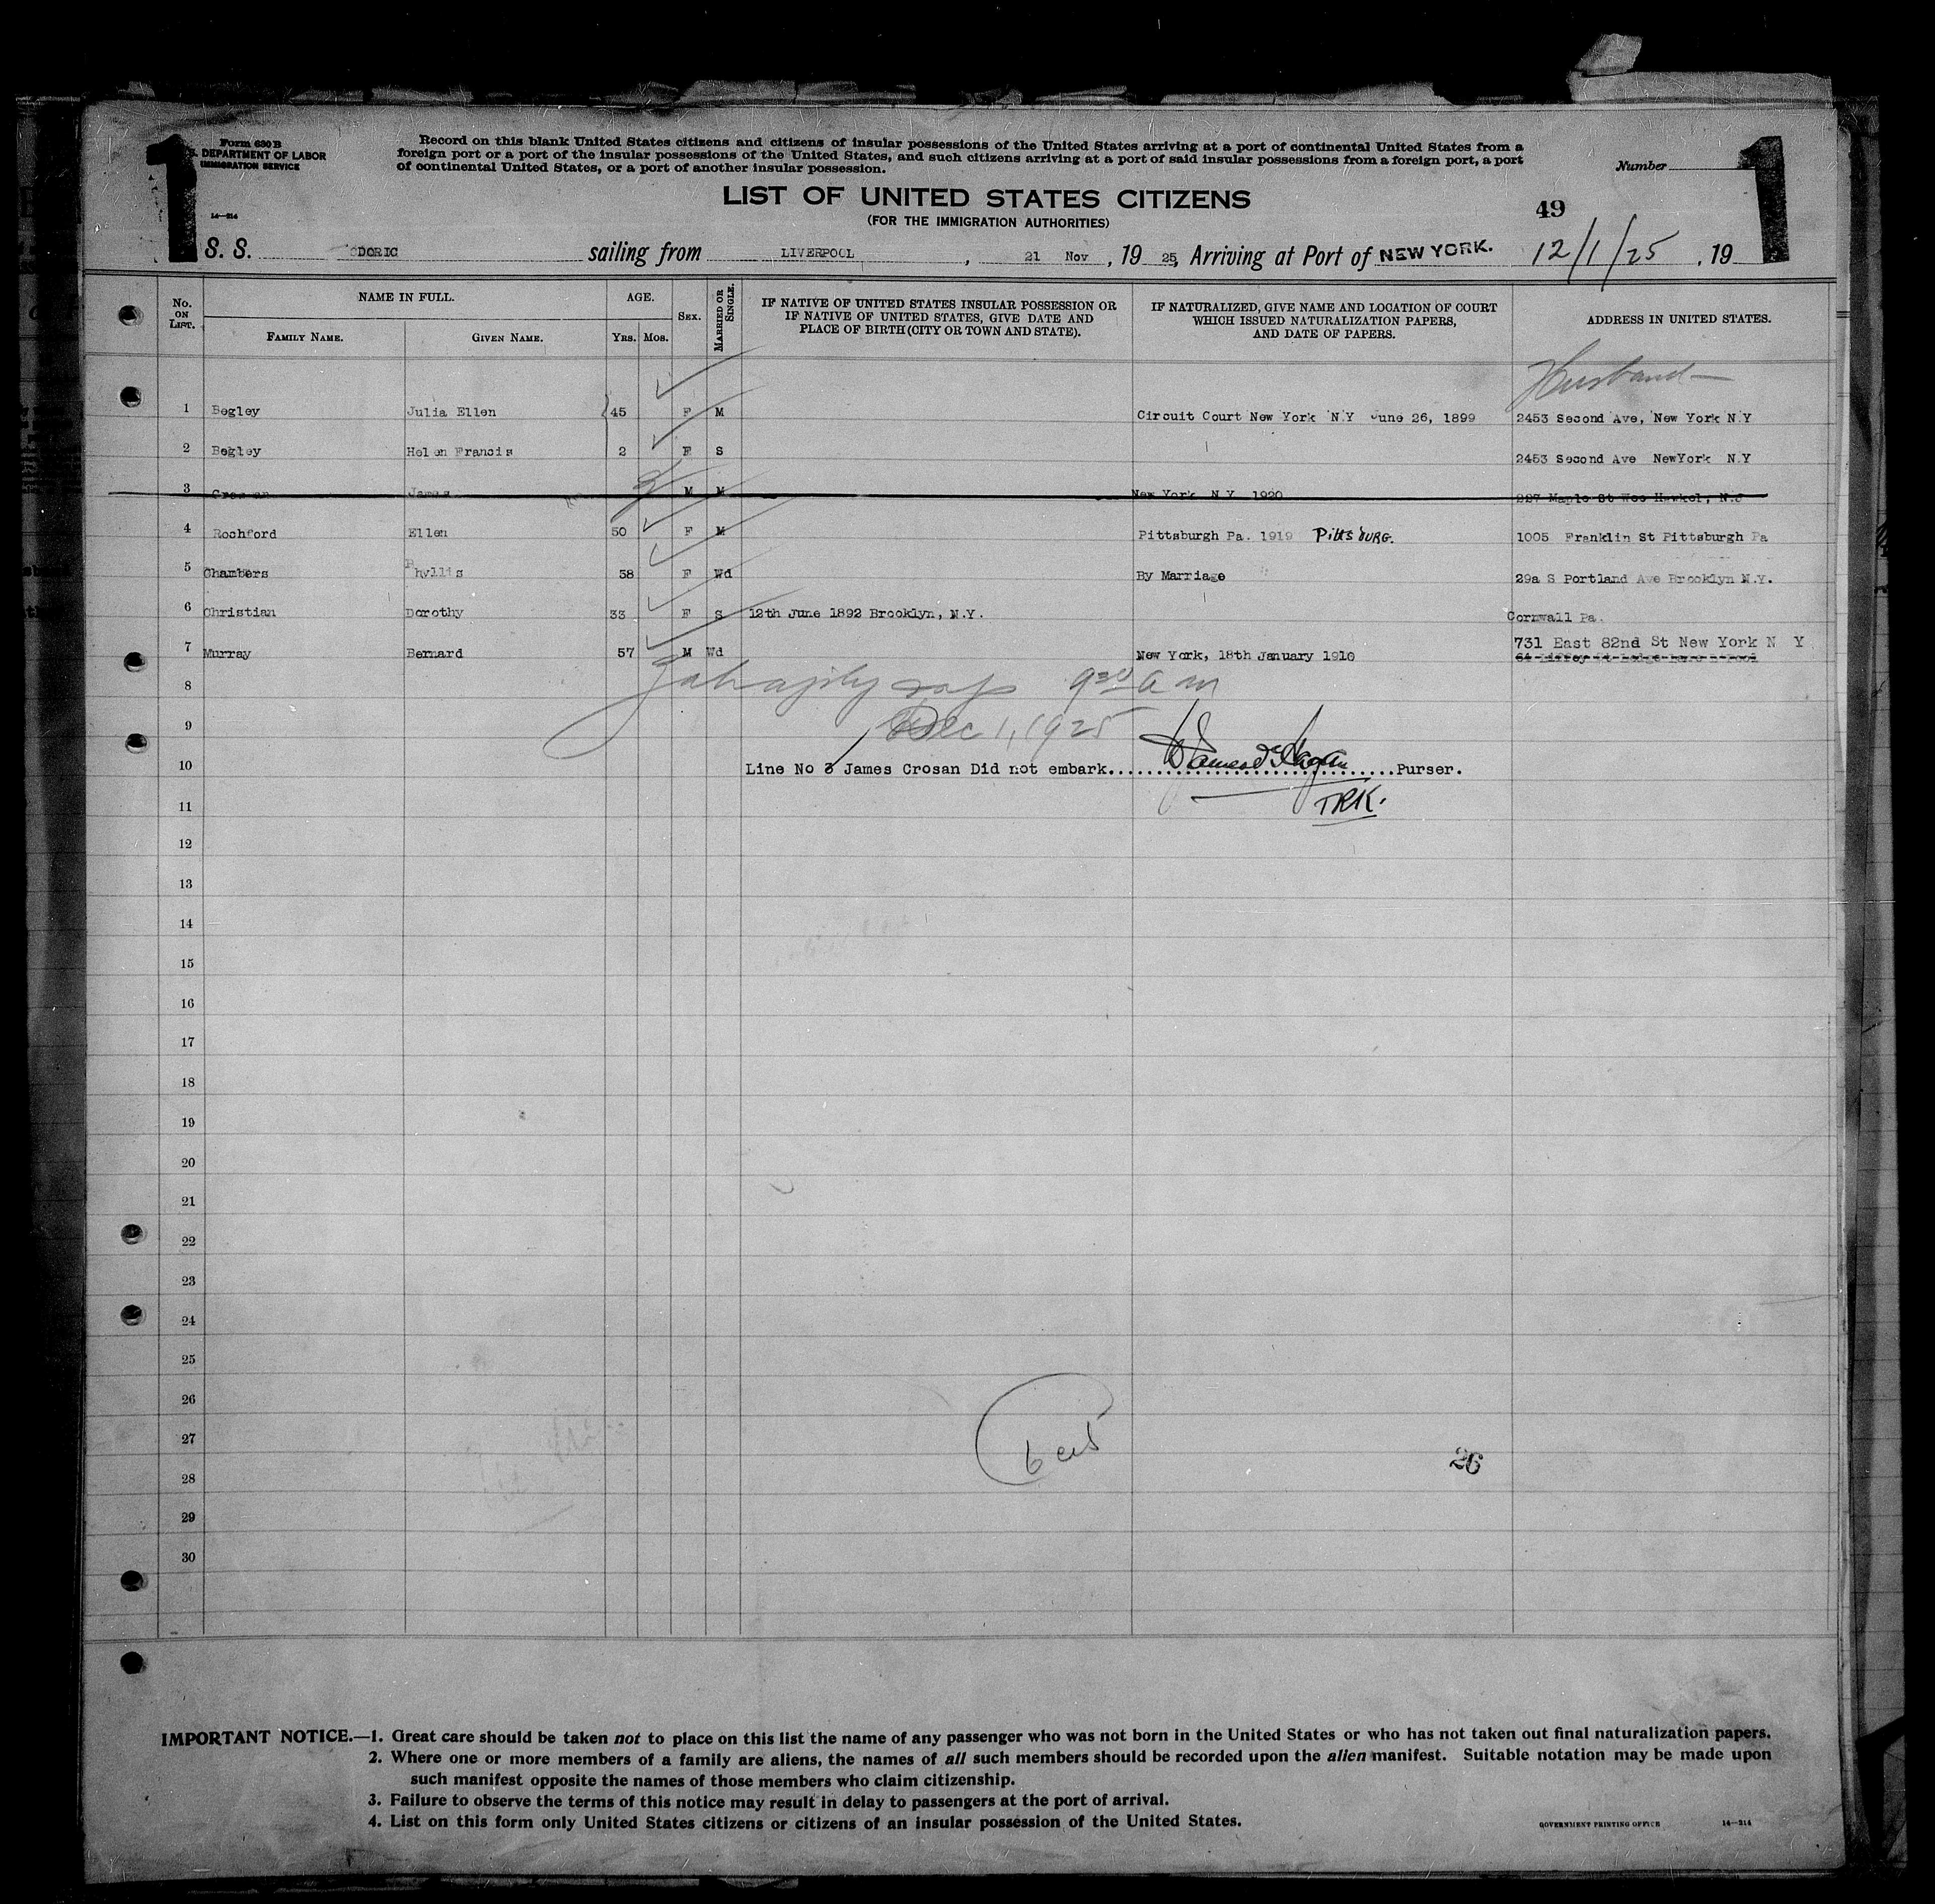 1
1
Form 630 B
U.S. DEPARTMENT OF LABOR
IMMIGRATION SERVICE
14—214
Record on this blank United States citizens and citizens of insular possessions of the United States arriving at a port of continental United States from a
foreign port or a port of the insular possessions of the United States, and such citizens arriving at a port of said insular possessions from a foreign port, a port
of continental United States, or a port of another insular possession.
Number
LIST OF UNITED STATES CITIZENS
(FOR THE IMMIGRATION AUTHORITIES)
49
S. S. DORIC sailing from LIVERPOOL, 21 Nov, 19 25, Arriving at Port of NEW YORK. 12/1/25, 19
No. ON LIST.
NAME IN FULL.
FAMILY NAME. GIVEN NAME.
AGE.
YRS. MOS.
SEX.
MARRIED OR SINGLE.
IF NATIVE OF UNITED STATES INSULAR POSSESSION OR
IF NATIVE OF UNITED STATES, GIVE DATE AND
PLACE OF BIRTH (CITY OR TOWN AND STATE).
IF NATURALIZED, GIVE NAME AND LOCATION OF COURT
WHICH ISSUED NATURALIZATION PAPERS,
AND DATE OF PAPERS.
ADDRESS IN UNITED STATES.
Husband—
1 Begley Julia Ellen 45 F M Circuit Court New York N Y June 26, 1899 2453 Second Ave, New York N Y
2 Begley Helen Francis 2 F S 2453 Second Ave NewYork N Y
3 James M M New York N Y 1920 227 Maple St Wee Hawkel, N.J
4 Rochford Ellen 50 F M Pittsburgh Pa. 1919 Pittsburg. 1005 Franklin St Pittsburgh Pa
5 Chambers Phyllis 38 F Wd By Marriage 29a S Portland Ave Brooklyn N.Y.
6 Christian Dorothy 33 F S 12th June 1892 Brooklyn, N.Y. Cornwall Pa.
7 Murray Bernard 57 M Wd New York, 18th January 1910 731 East 82nd St New York N Y
8 9 30 a m
9 Dec 1, 1925
10 Line No 3 James Crosan Did not embark. Purser.
11 TRK.
12
13
14
15
16
17
18
19
20
21
22
23
24
25
26
27
28
29
30
26
IMPORTANT NOTICE.—1. Great care should be taken not to place on this list the name of any passenger who was not born in the United States or who has not taken out final naturalization papers.
2. Where one or more members of a family are aliens, the names of all such members should be recorded upon the alien manifest. Suitable notation may be made upon
such manifest opposite the names of those members who claim citizenship.
3. Failure to observe the terms of this notice may result in delay to passengers at the port of arrival.
4. List on this form only United States citizens or citizens of an insular possession of the United States.
GOVERNMENT PRINTING OFFICE 14—214